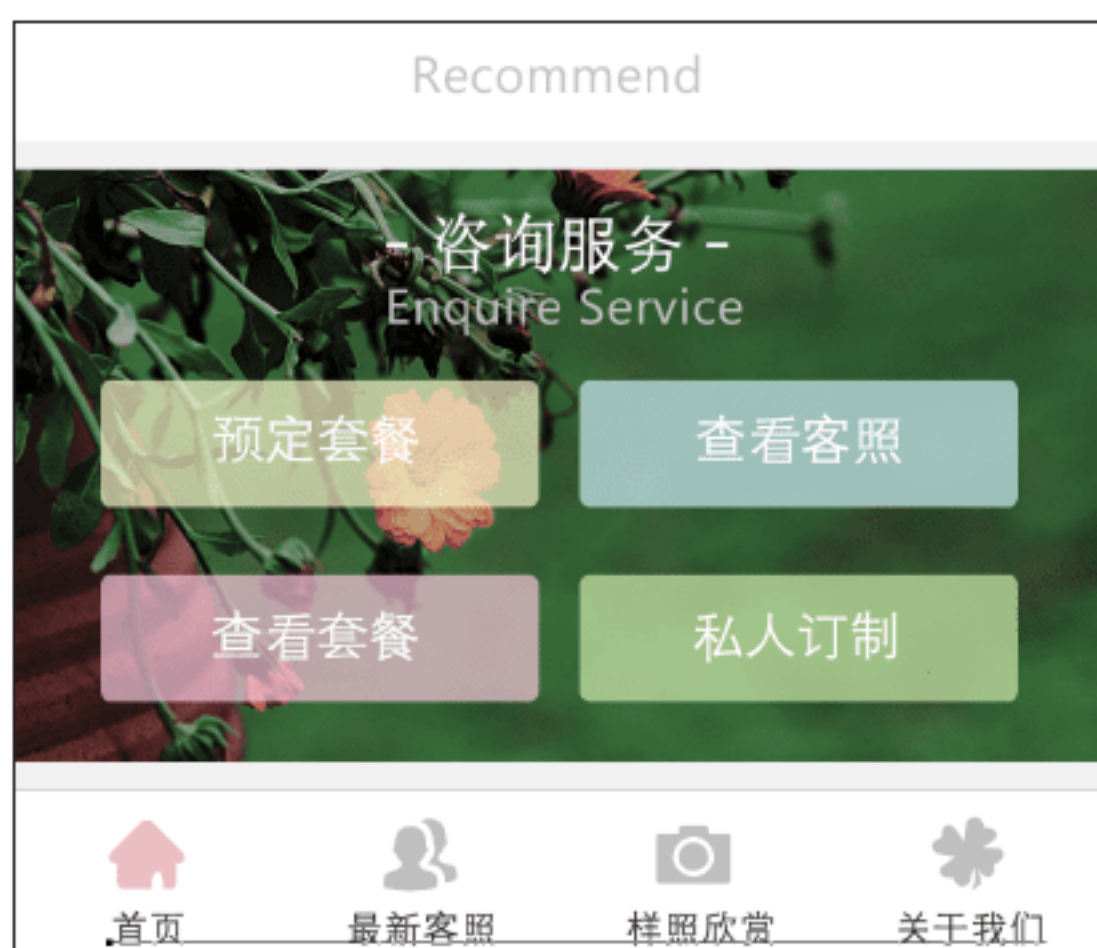 Recommend
- 咨询服务 -
Enquire Service
预定套餐 查看客照
查看套餐 私人订制
首页 最新客照 样照欣赏 关于我们